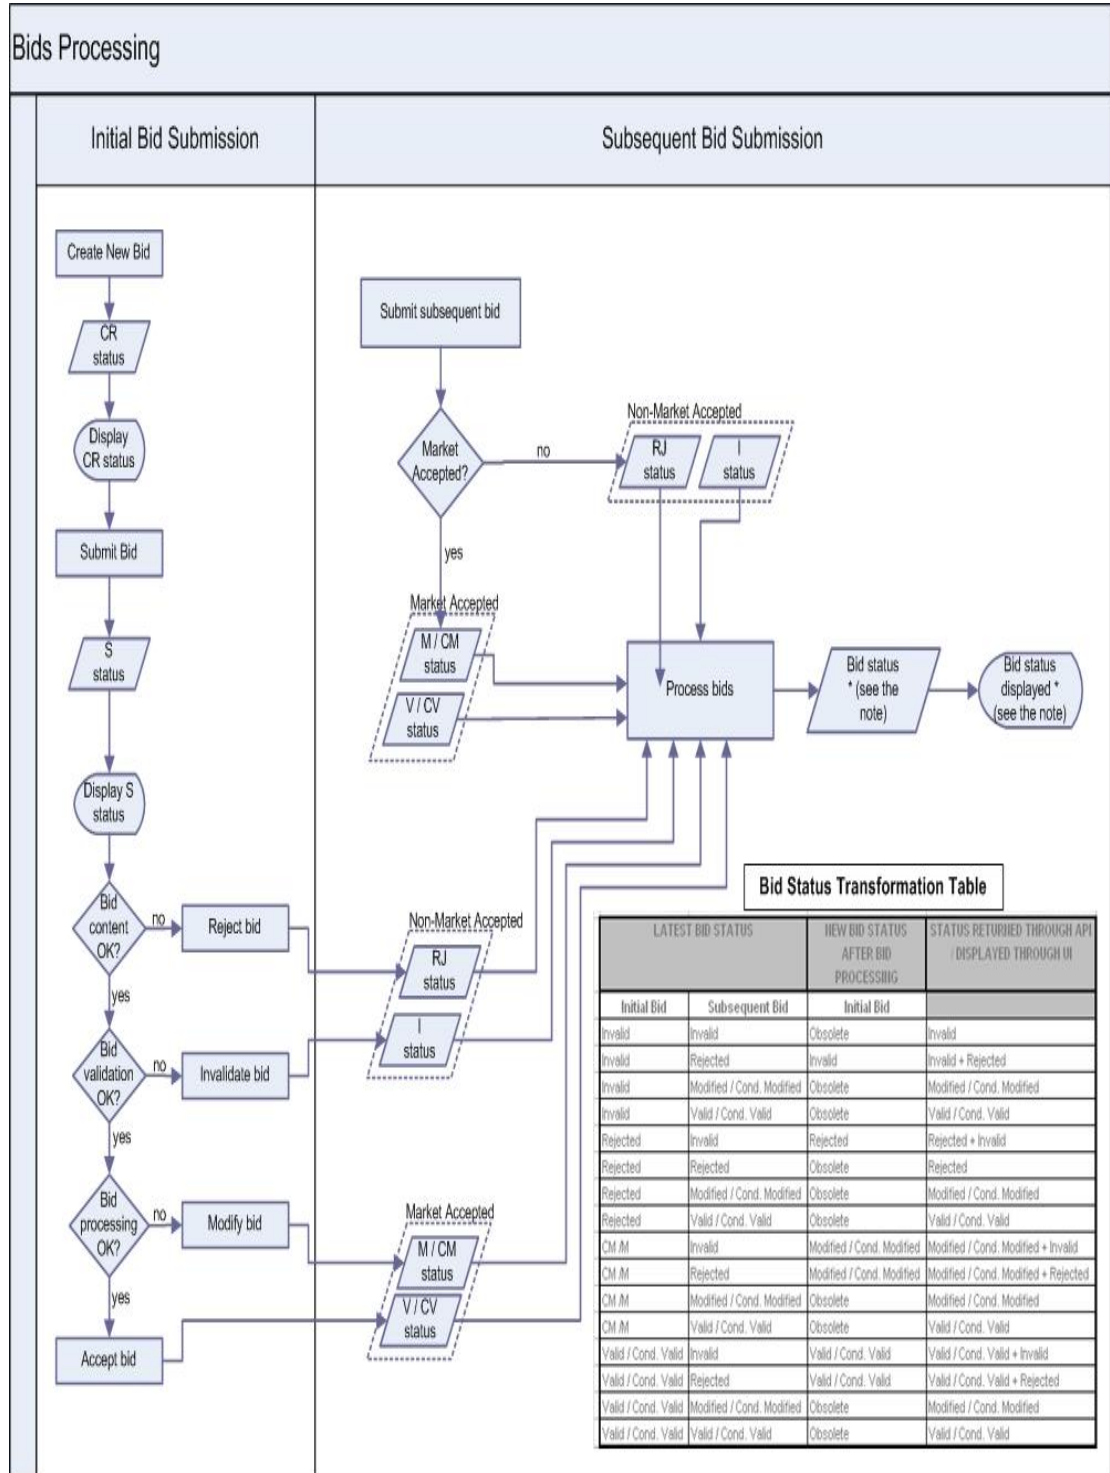 Bids Processing
Initial Bid Submission
Subsequent Bid Submission
Create New Bid
CR
status
Display
CR status
Submit Bid
S
status
Display S
status
Bid
content
OK?
no
Reject bid
yes
Bid
validation
OK?
no
Invalidate bid
yes
Bid
processing
OK?
no
Modify bid
yes
Accept bid
Submit subsequent bid
Market
Accepted?
no
yes
Non-Market Accepted
RJ
status
I
status
Market Accepted
M / CM
status
V / CV
status
Process bids
Bid status
* (see the
note)
Bid status
displayed *
(see the note)
Non-Market Accepted
RJ
status
I
status
Market Accepted
M / CM
status
V / CV
status
Bid Status Transformation Table
LATEST BID STATUS
NEW BID STATUS
AFTER BID
PROCESSING
STATUS RETURNED THROUGH API
/ DISPLAYED THROUGH UI
Initial Bid Subsequent Bid Initial Bid
Invalid Invalid Obsolete Invalid
Invalid Rejected Invalid Invalid + Rejected
Invalid Modified / Cond. Modified Obsolete Modified / Cond. Modified
Invalid Valid / Cond. Valid Obsolete Valid / Cond. Valid
Rejected Invalid Rejected Rejected + Invalid
Rejected Rejected Obsolete Rejected
Rejected Modified / Cond. Modified Obsolete Modified / Cond. Modified
Rejected Valid / Cond. Valid Obsolete Valid / Cond. Valid
CM /M Invalid Modified / Cond. Modified Modified / Cond. Modified + Invalid
CM /M Rejected Modified / Cond. Modified Modified / Cond. Modified + Rejected
CM /M Modified / Cond. Modified Obsolete Modified / Cond. Modified
CM /M Valid / Cond. Valid Obsolete Valid / Cond. Valid
Valid / Cond. Valid Invalid Valid / Cond. Valid Valid / Cond. Valid + Invalid
Valid / Cond. Valid Rejected Valid / Cond. Valid Valid / Cond. Valid + Rejected
Valid / Cond. Valid Modified / Cond. Modified Obsolete Modified / Cond. Modified
Valid / Cond. Valid Valid / Cond. Valid Obsolete Valid / Cond. Valid